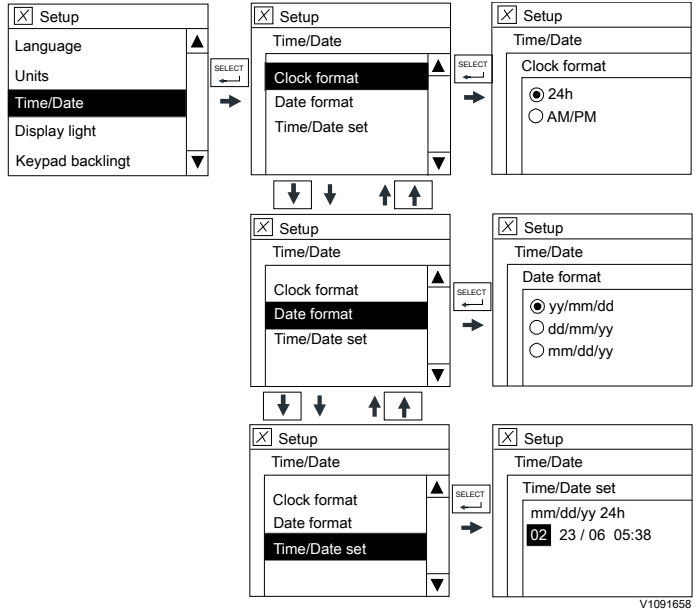 X Setup
Language
Units
Time/Date
Display light
Keypad backlingt
SELECT
X Setup
Time/Date
Clock format
Date format
Time/Date set
SELECT
X Setup
Time/Date
Clock format
24h
AM/PM
X Setup
Time/Date
Clock format
Date format
Time/Date set
SELECT
X Setup
Time/Date
Date format
yy/mm/dd
dd/mm/yy
mm/dd/yy
X Setup
Time/Date
Clock format
Date format
Time/Date set
SELECT
X Setup
Time/Date
Time/Date set
mm/dd/yy 24h
02 23 / 06 05:38
V1091658